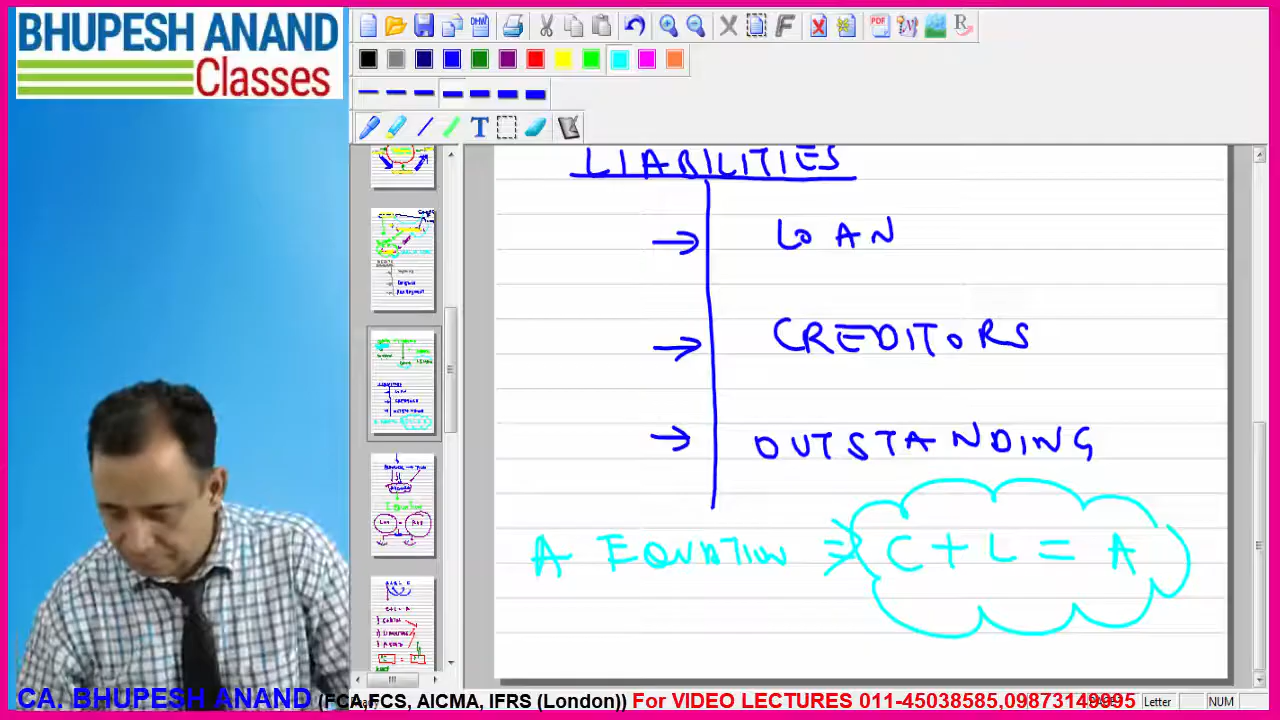 BHUPESH ANAND
Classes
LIABILITIES
→ LOAN
→ CREDITORS
→ OUTSTANDING
A EQUATION ⇒ C + L = A
CA. BHUPESH ANAND (FCA,FCS, AICMA, IFRS (London)) For VIDEO LECTURES 011-45038585,09873149995
Letter NUM